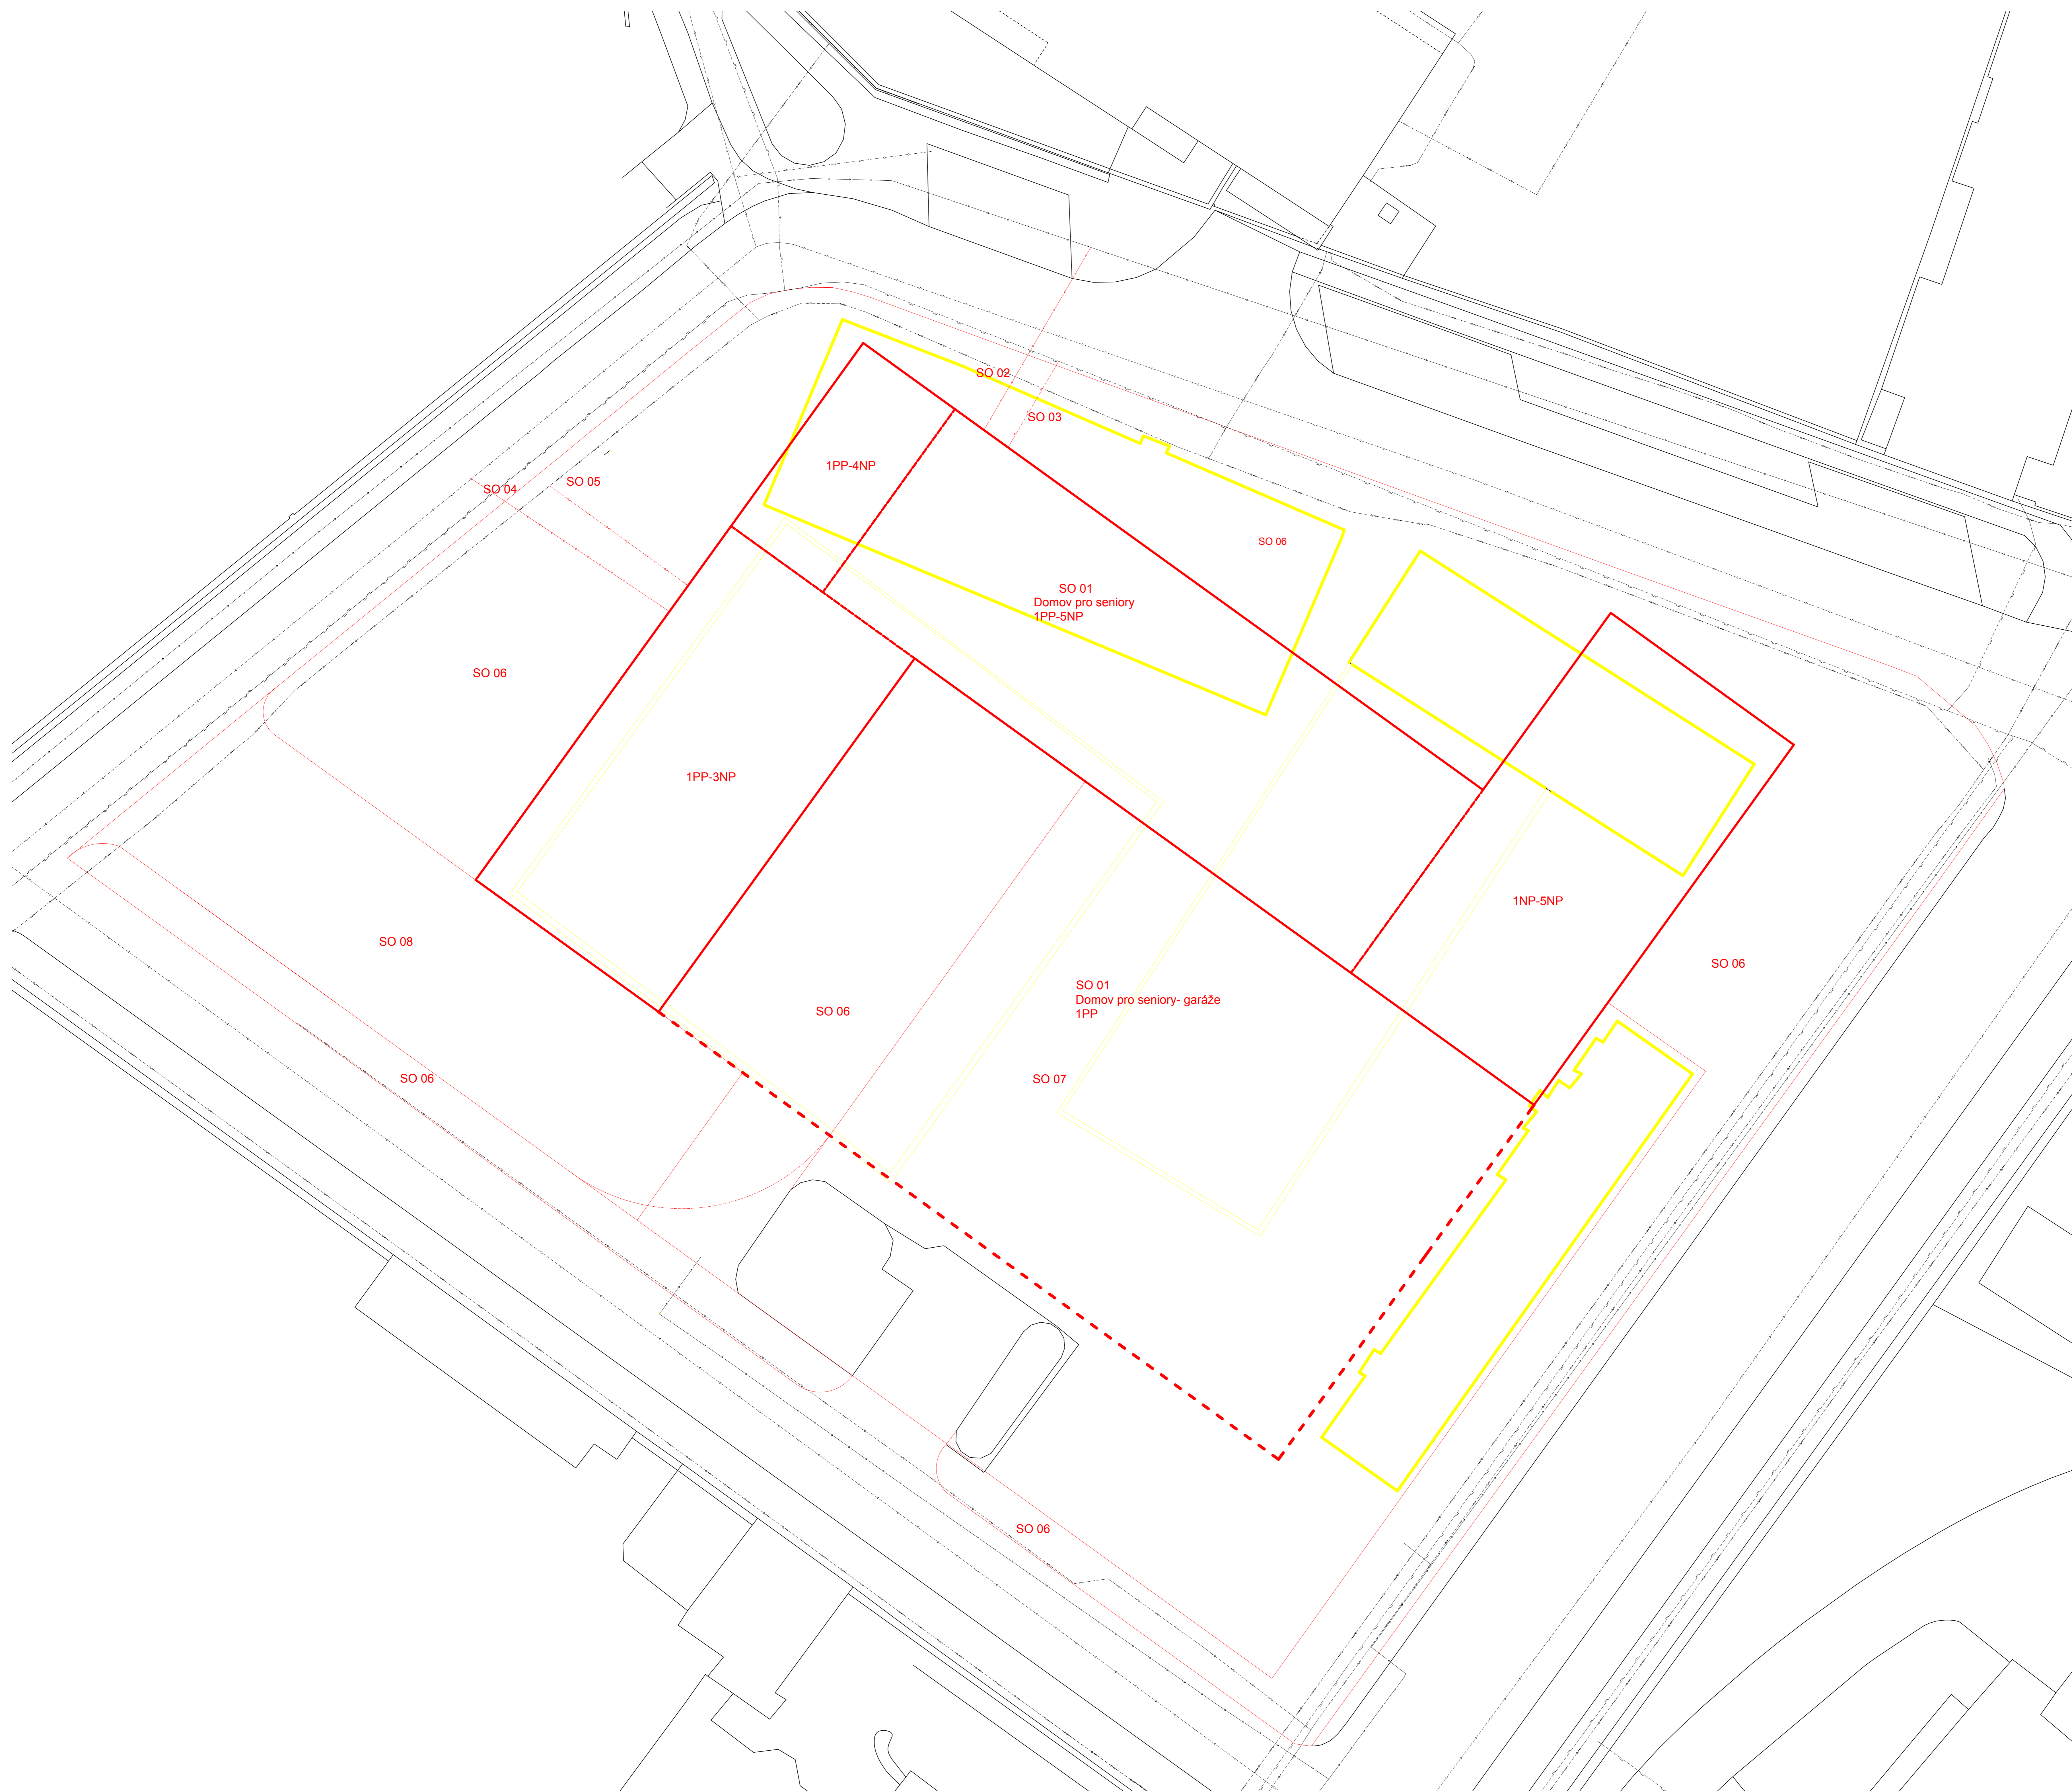 SO 02
SO 03
1PP-4NP
SO 05
SO 04
SO 06
SO 01
Domov pro seniory
1PP-5NP
SO 06
1PP-3NP
1NP-5NP
SO 08
SO 06
SO 01
Domov pro seniory- garáže
1PP
SO 06
SO 06
SO 07
SO 06